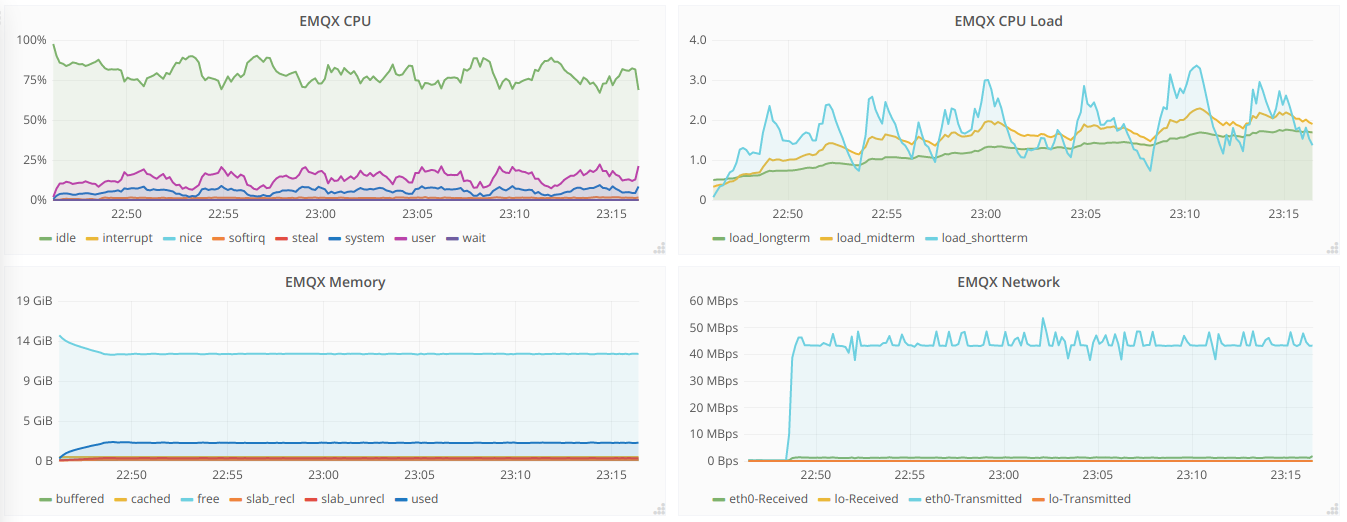 EMQX CPU
100%
75%
50%
25%
0%
22:50 22:55 23:00 23:05 23:10 23:15
idle interrupt nice softirq steal system user wait
EMQX CPU Load
4.0
3.0
2.0
1.0
0
22:50 22:55 23:00 23:05 23:10 23:15
load_longterm load_midterm load_shortterm
EMQX Memory
19 GiB
14 GiB
9 GiB
5 GiB
0 B
22:50 22:55 23:00 23:05 23:10 23:15
buffered cached free slab_recl slab_unrecl used
EMQX Network
60 MBps
50 MBps
40 MBps
30 MBps
20 MBps
10 MBps
0 Bps
22:50 22:55 23:00 23:05 23:10 23:15
eth0-Received lo-Received eth0-Transmitted lo-Transmitted